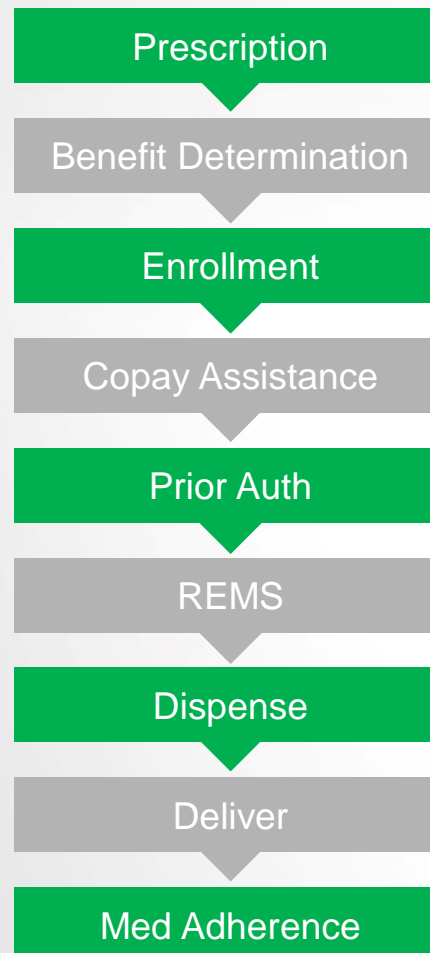 Prescription
Benefit Determination
Enrollment
Copay Assistance
Prior Auth
REMS
Dispense
Deliver
Med Adherence